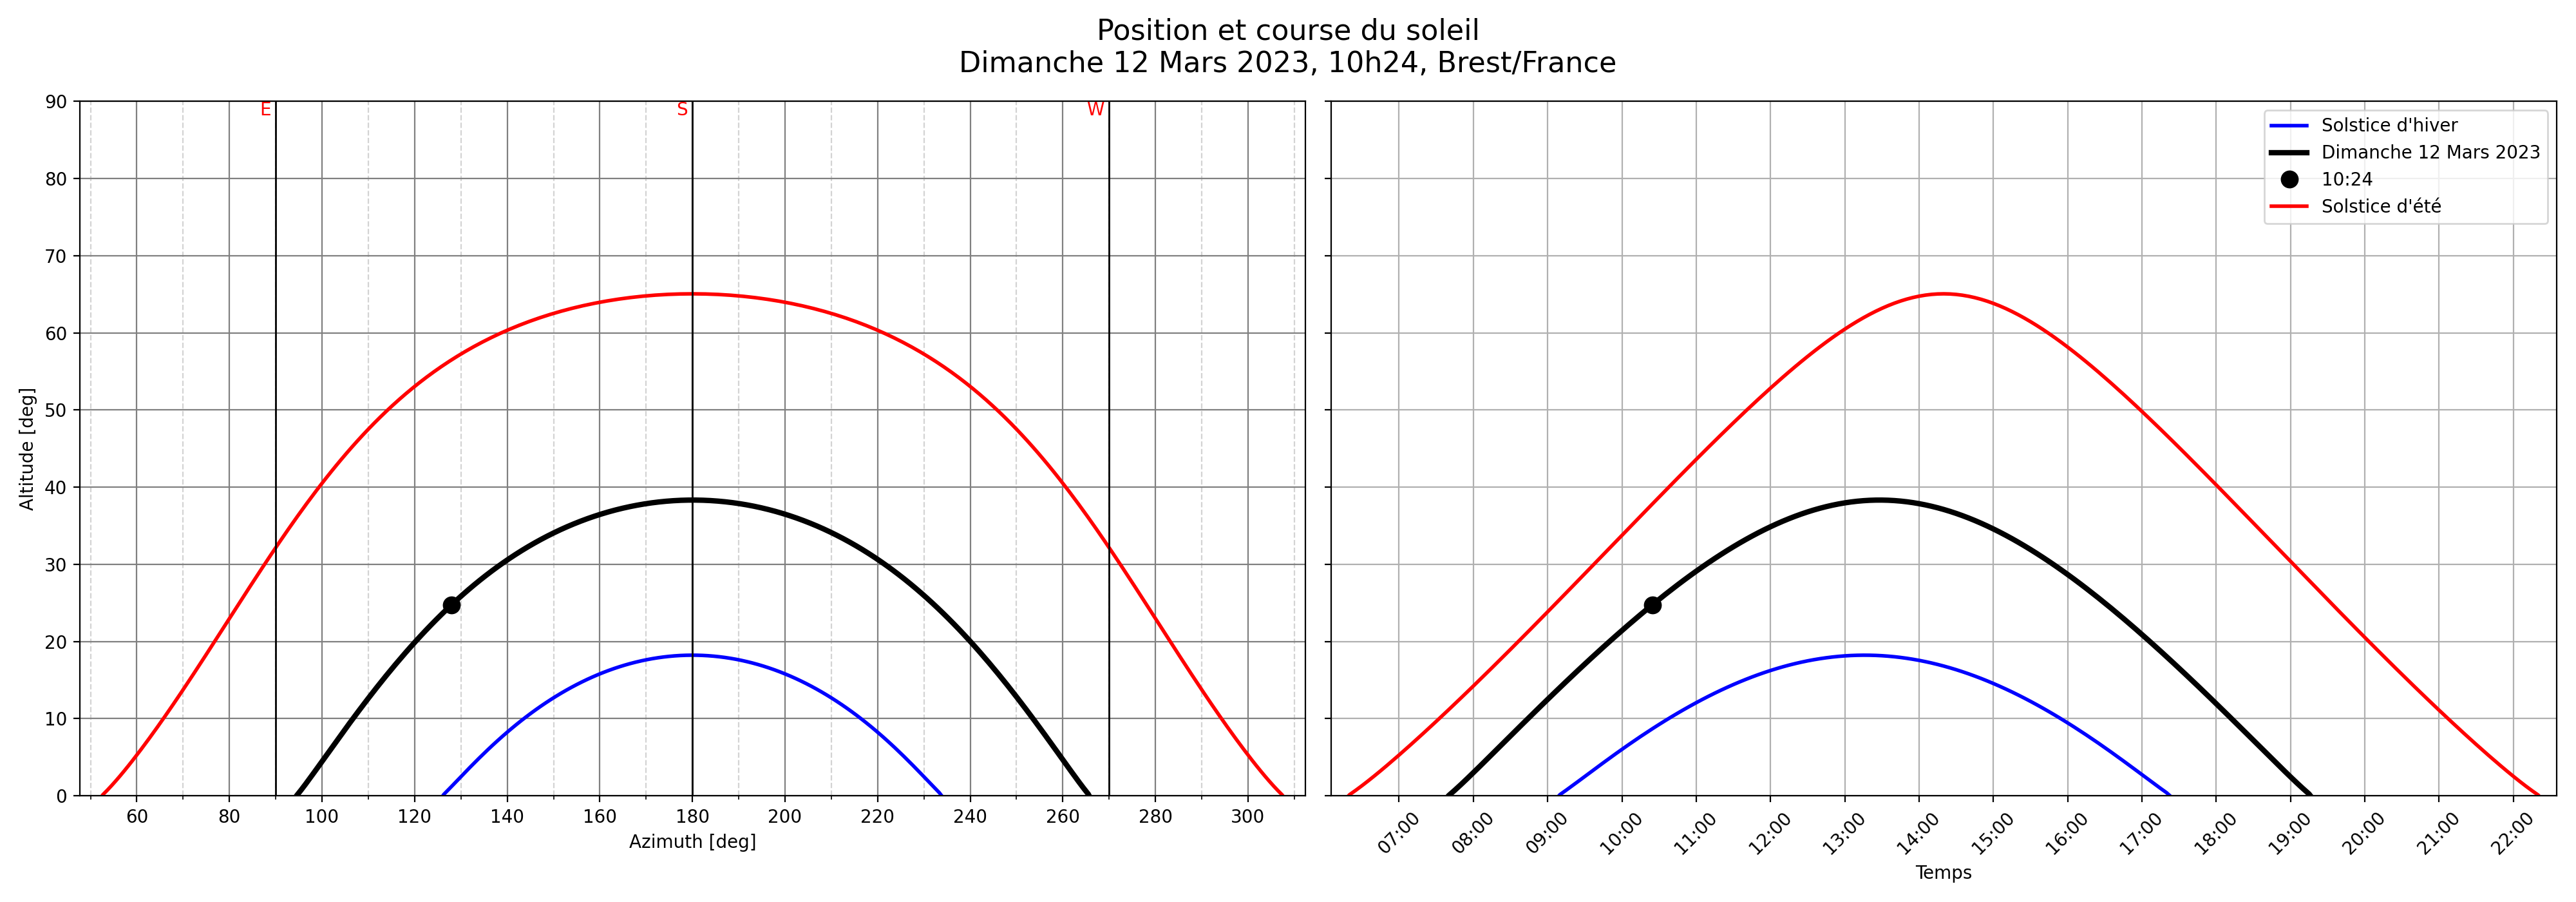 Position et course du soleil
Dimanche 12 Mars 2023, 10h24, Brest/France
E S W
90
80
70
60
50
40
30
20
10
0
Altitude [deg]
60 80 100 120 140 160 180 200 220 240 260 280 300
Azimuth [deg]
Solstice d'hiver
Dimanche 12 Mars 2023
10:24
Solstice d'été
07:00 08:00 09:00 10:00 11:00 12:00 13:00 14:00 15:00 16:00 17:00 18:00 19:00 20:00 21:00 22:00
Temps